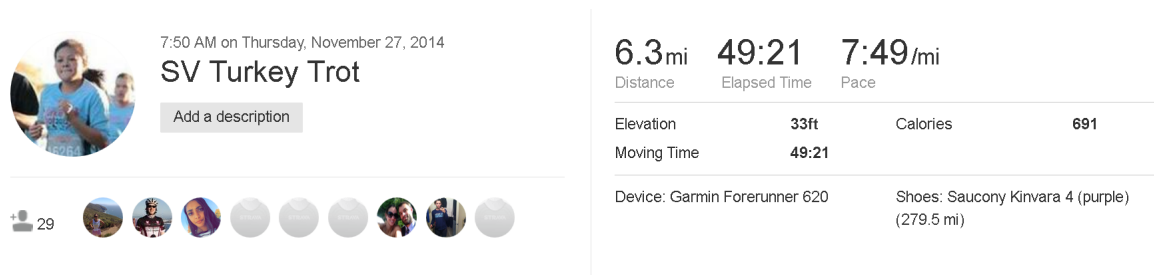 7:50 AM on Thursday, November 27, 2014
SV Turkey Trot
Add a description
29
6.3mi 49:21 7:49/mi
Distance Elapsed Time Pace
Elevation 33ft Calories 691
Moving Time 49:21
Device: Garmin Forerunner 620
Shoes: Saucony Kinvara 4 (purple)
(279.5 mi)